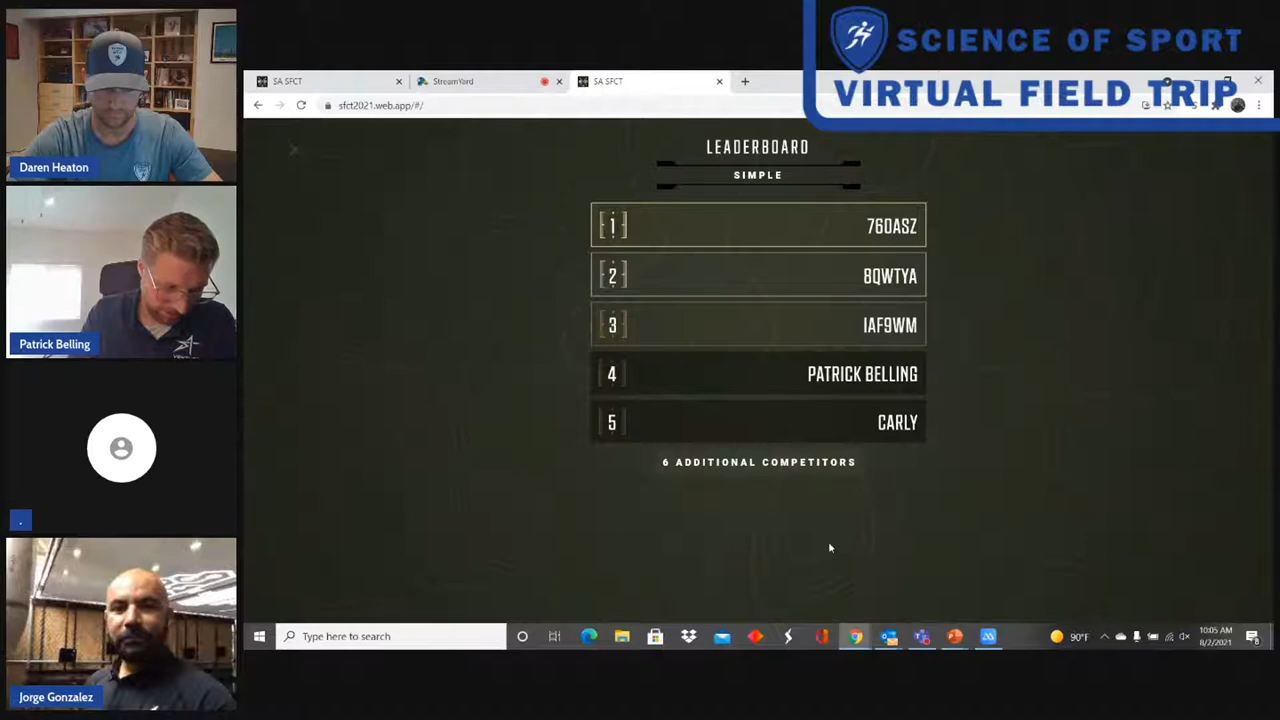 SCIENCE OF SPORT
VIRTUAL FIELD TRIP
SA SFCT
StreamYard
SA SFCT
sfct2021.web.app/#/
LEADERBOARD
SIMPLE
1 760ASZ
2 8QWTYA
3 IAF9WM
4 PATRICK BELLING
5 CARLY
6 ADDITIONAL COMPETITORS
Daren Heaton
Patrick Belling
.
Jorge Gonzalez
Type here to search
90°F
10:05 AM
8/2/2021